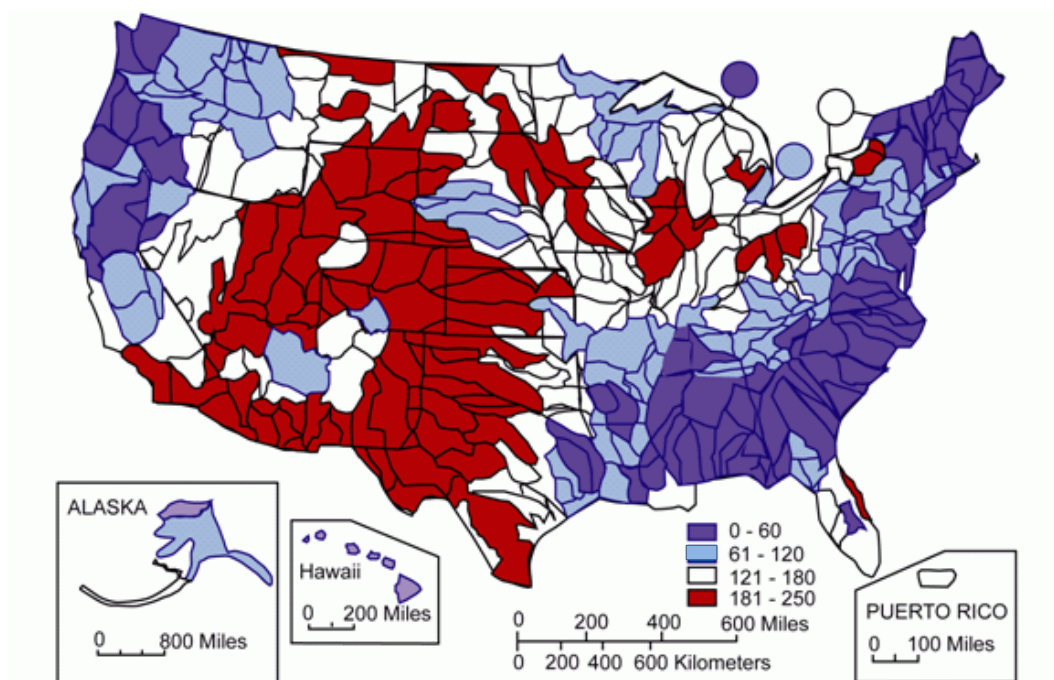 ALASKA
0 800 Miles
Hawaii
0 200 Miles
0 - 60
61 - 120
121 - 180
181 - 250
0 200 400 600 Miles
0 200 400 600 Kilometers
PUERTO RICO
0 100 Miles